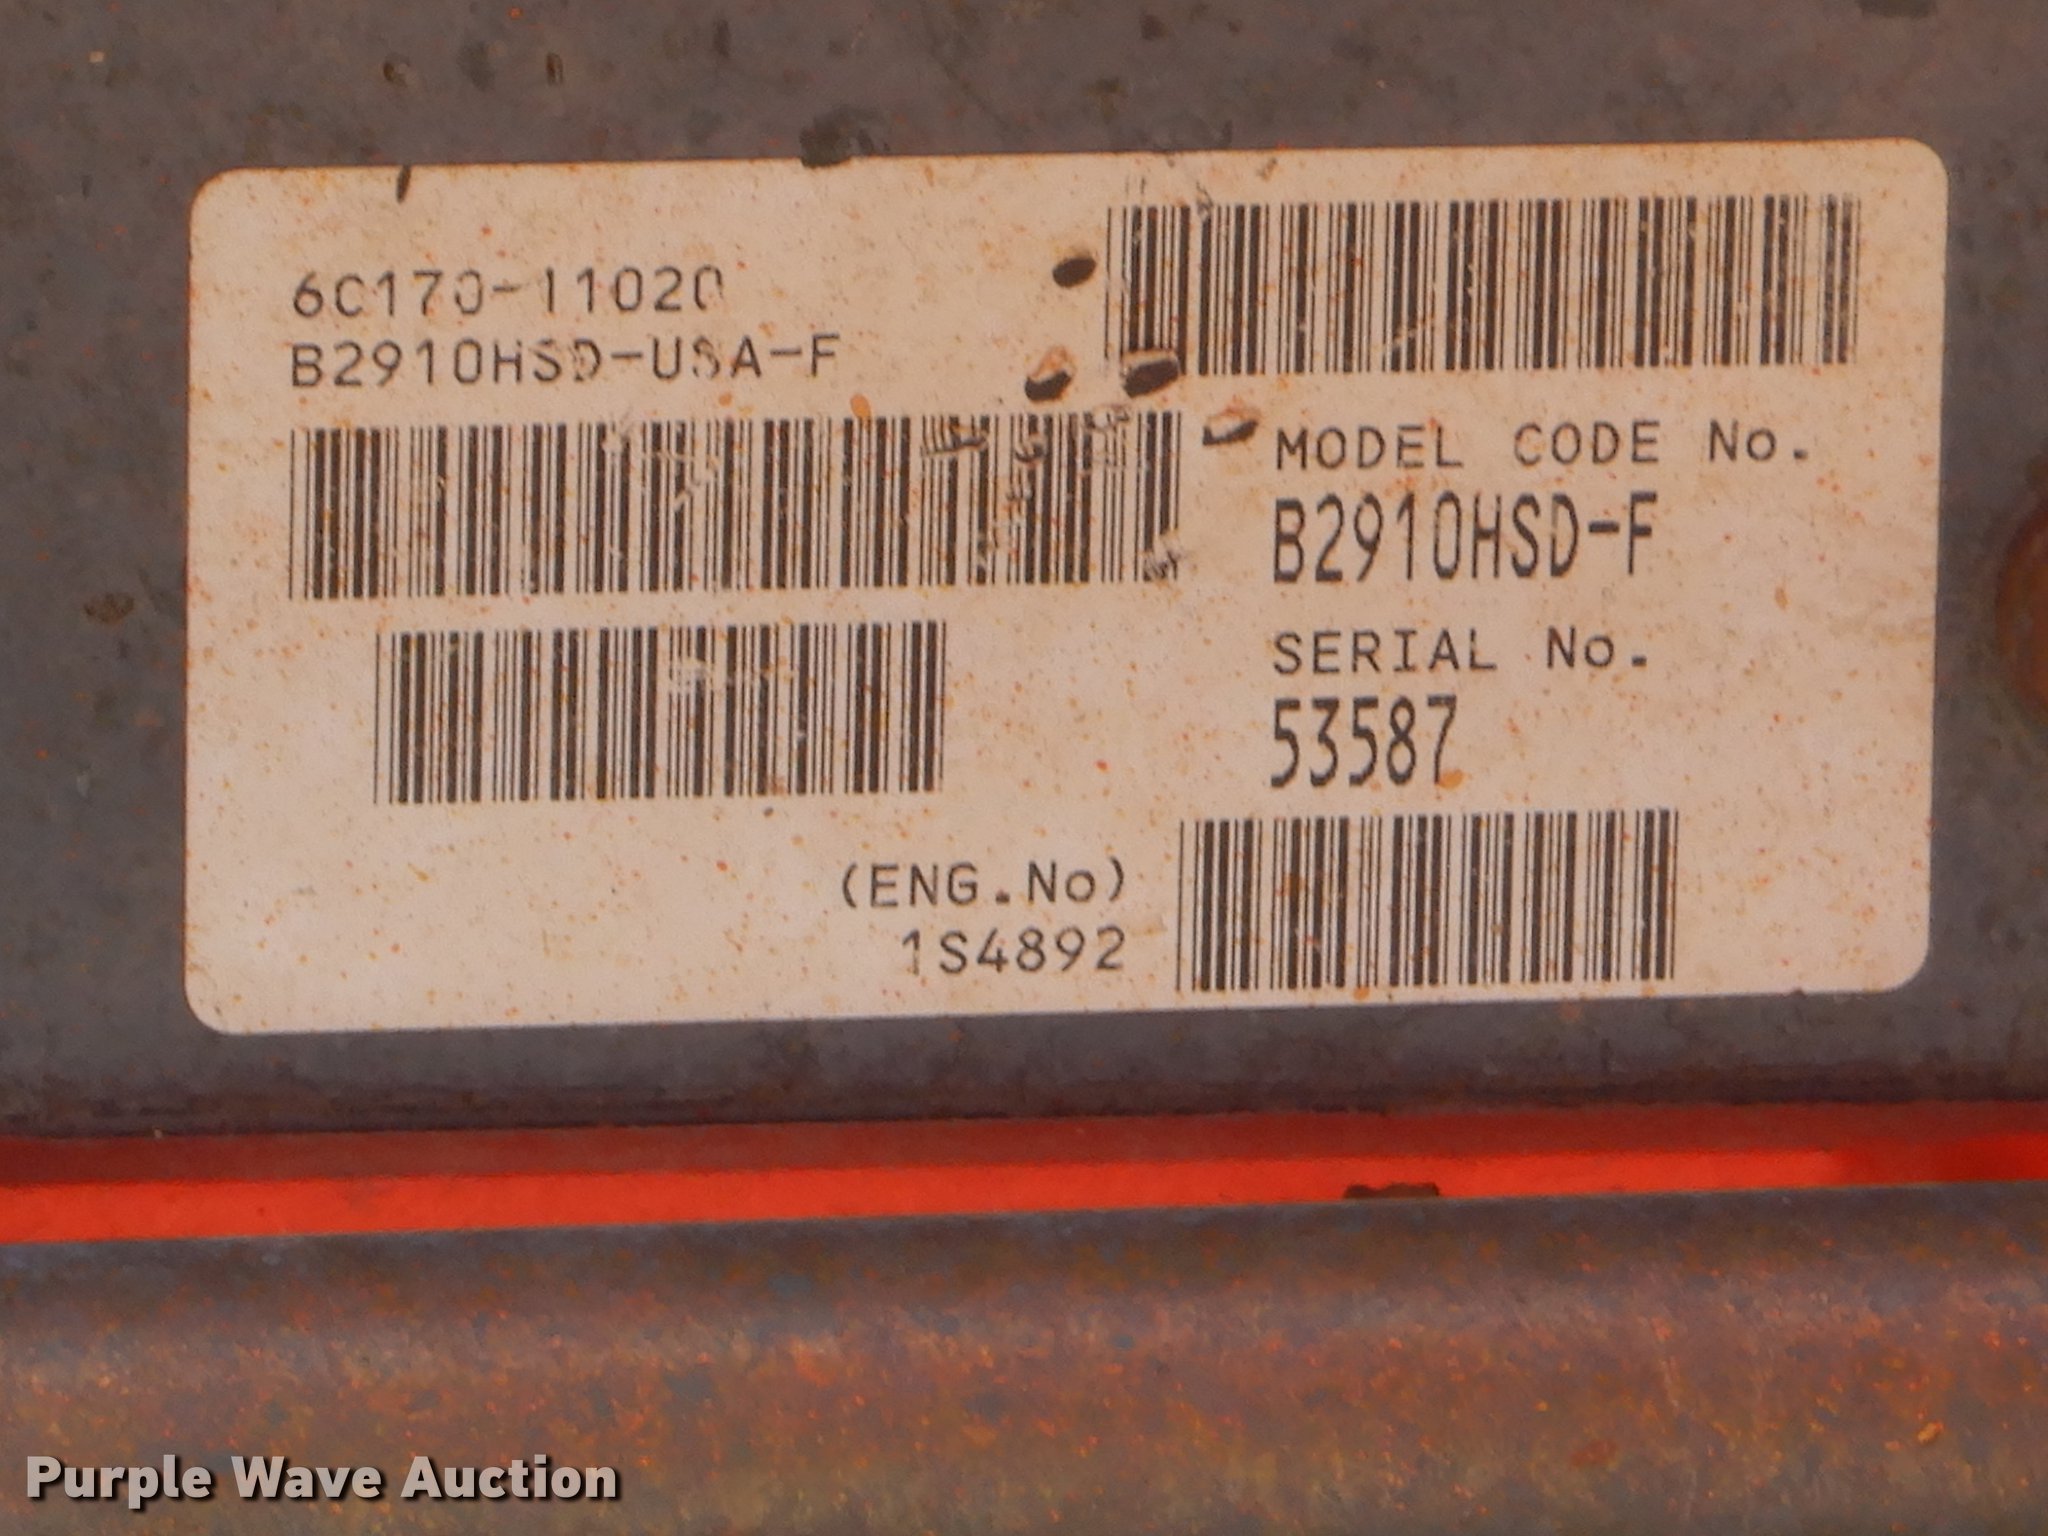 6C170-11020
B2910HSD-USA-F
MODEL CODE No.
B2910HSD-F
SERIAL No.
53587
(ENG.No)
1S4892
Purple Wave Auction